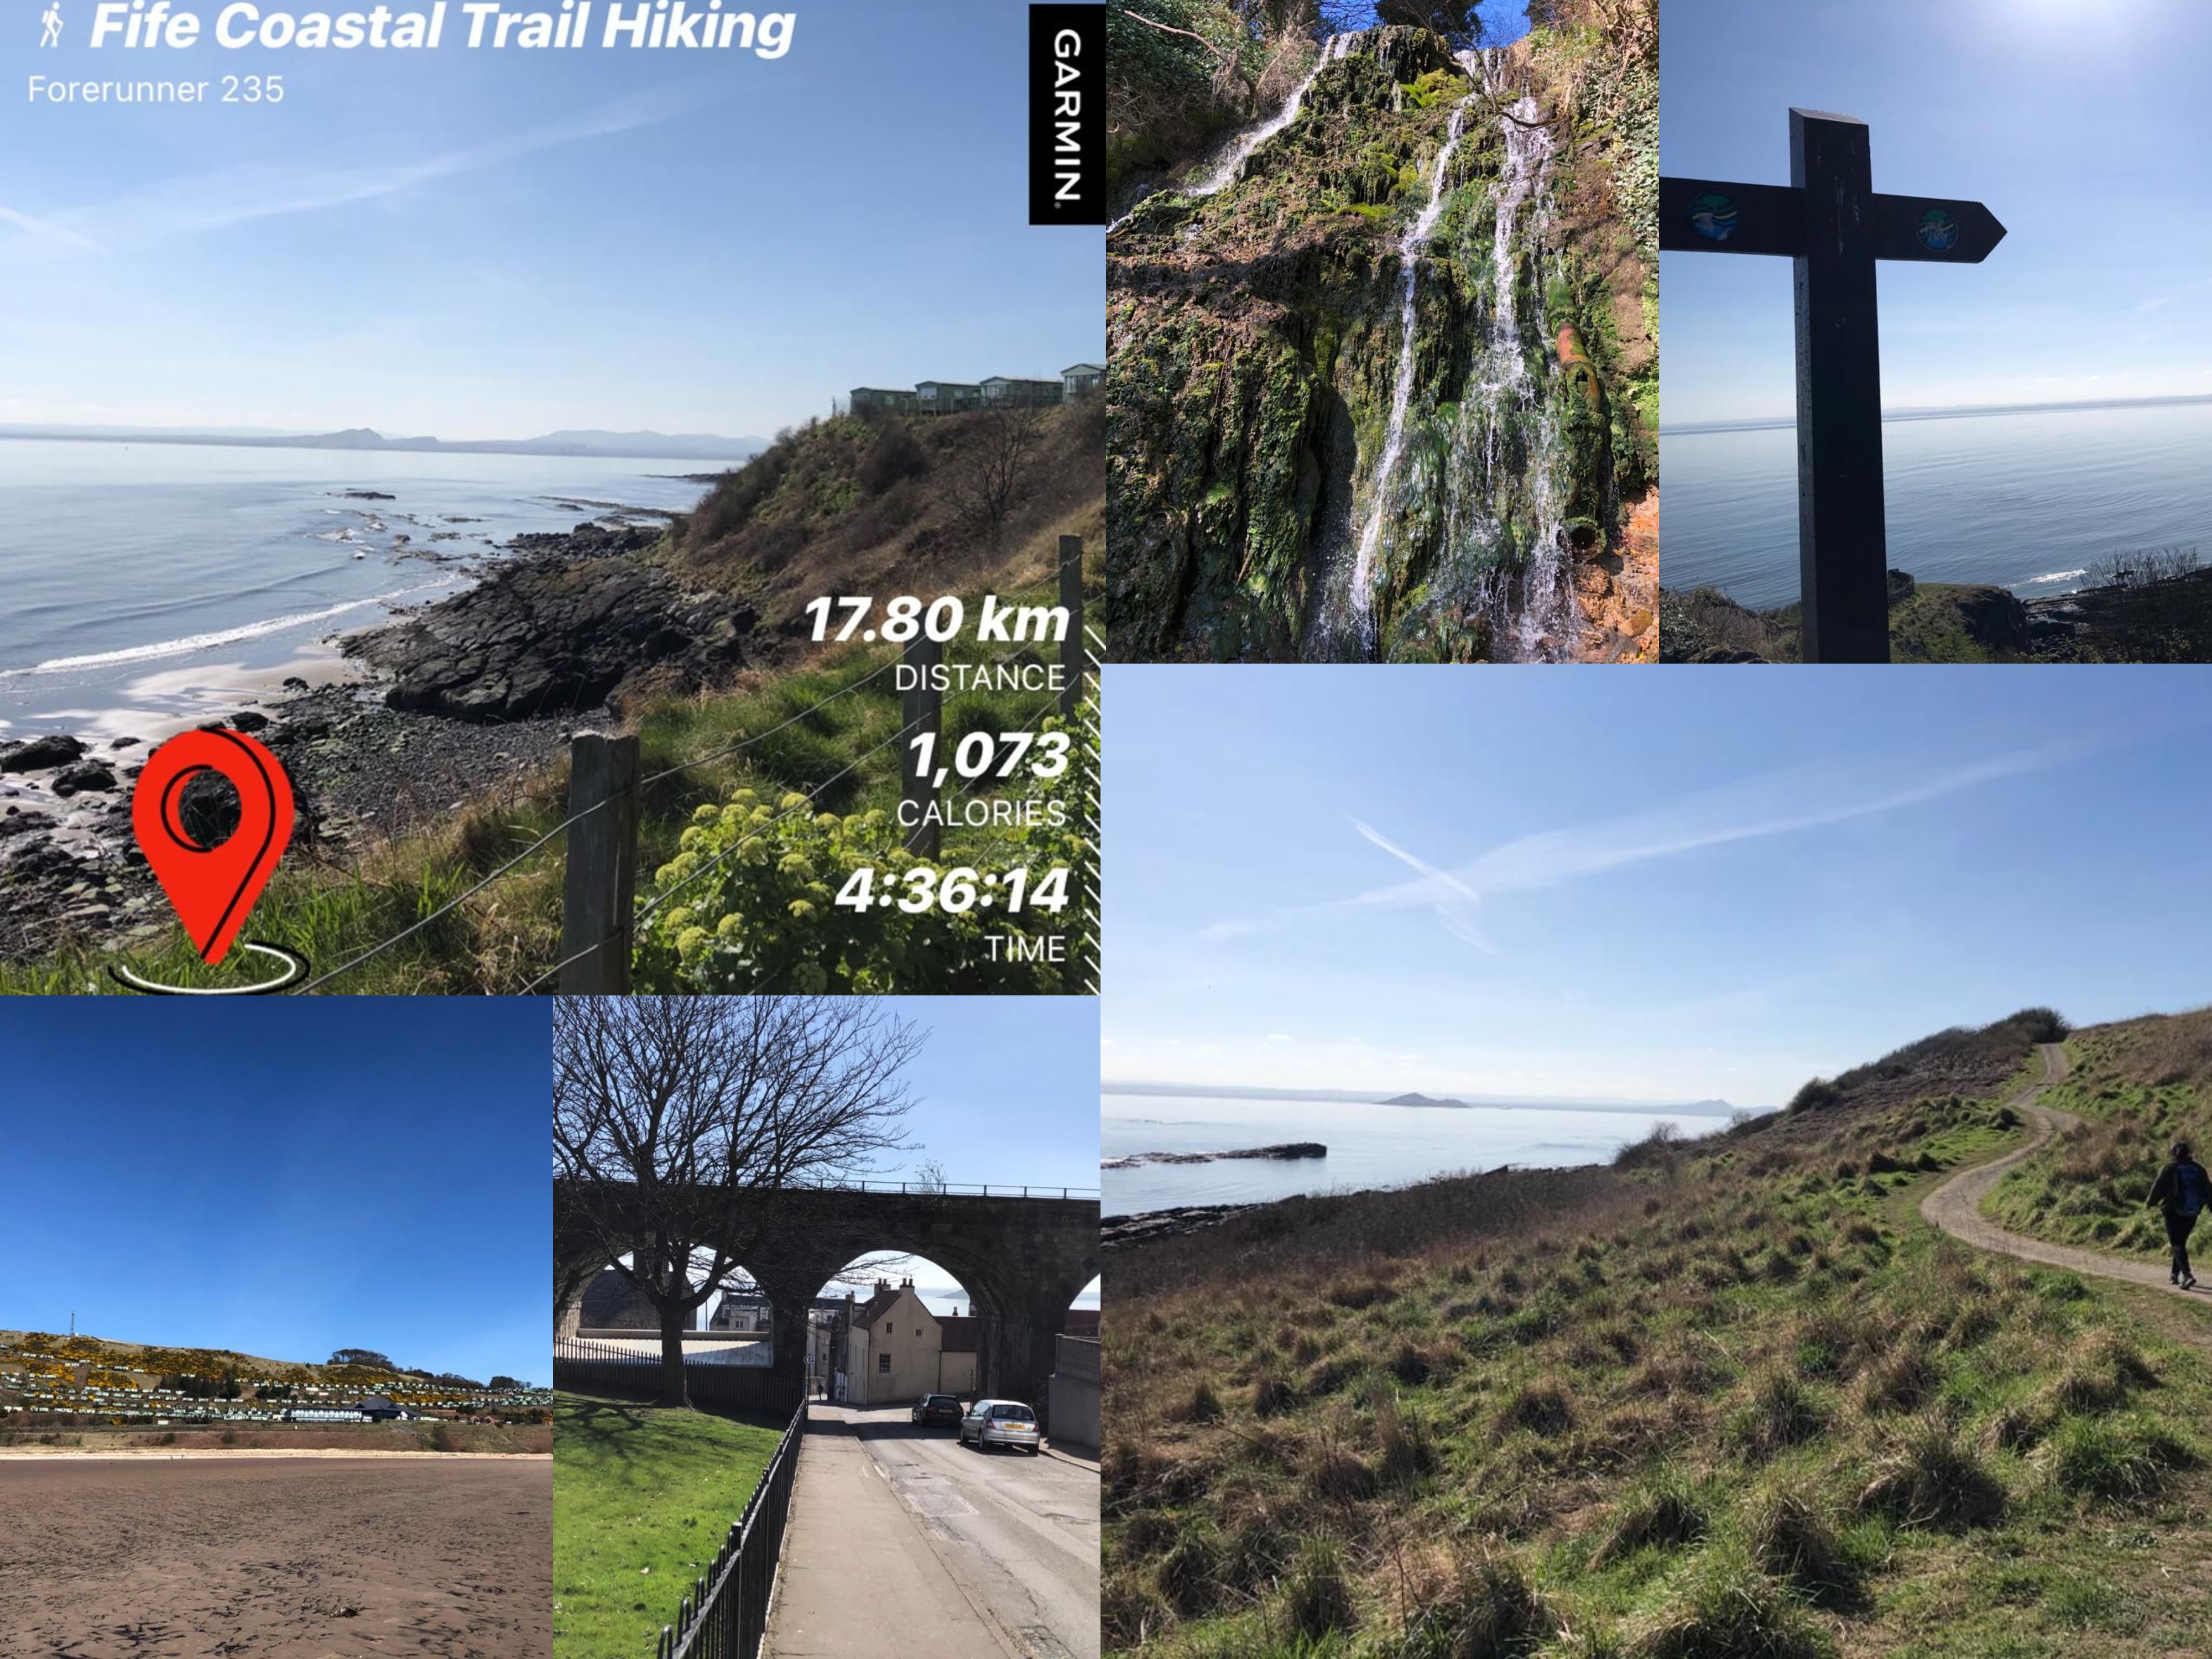 Fife Coastal Trail Hiking
Forerunner 235
GARMIN
17.80 km
DISTANCE
1,073
CALORIES
4:36:14
TIME